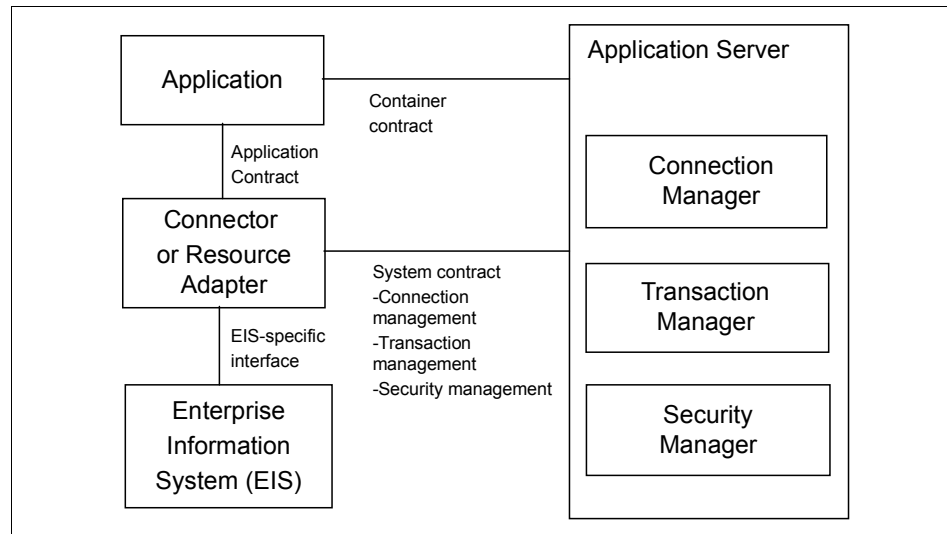 Application
Container
contract
Application
Contract
Connector
or Resource
Adapter
System contract
-Connection
management
-Transaction
management
-Security management
EIS-specific
interface
Enterprise
Information
System (EIS)
Application Server
Connection
Manager
Transaction
Manager
Security
Manager